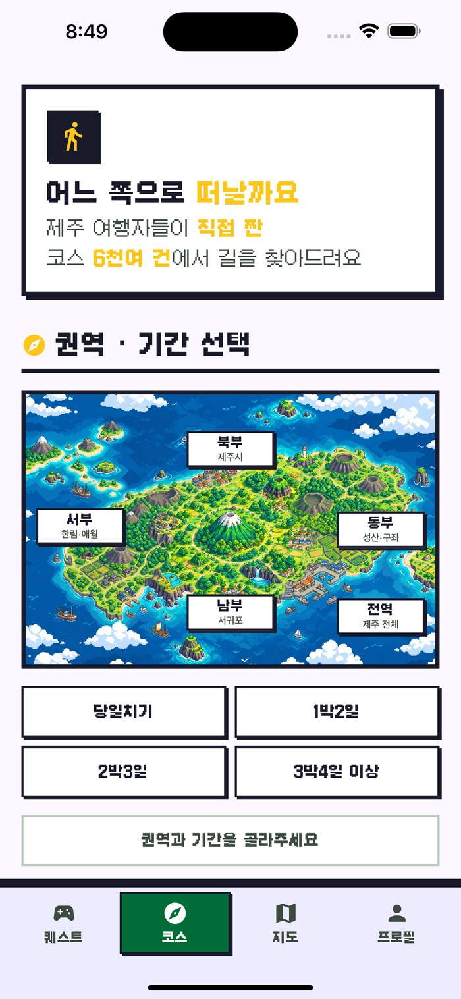 8:49
어느 쪽으로 떠날까요
제주 여행자들이 직접 짠
코스 6천여 건에서 길을 찾아드려요
권역 · 기간 선택
북부
제주시
서부
한림·애월
동부
성산·구좌
남부
서귀포
전역
제주 전체
당일치기
1박2일
2박3일
3박4일 이상
권역과 기간을 골라주세요
퀘스트
코스
지도
프로필